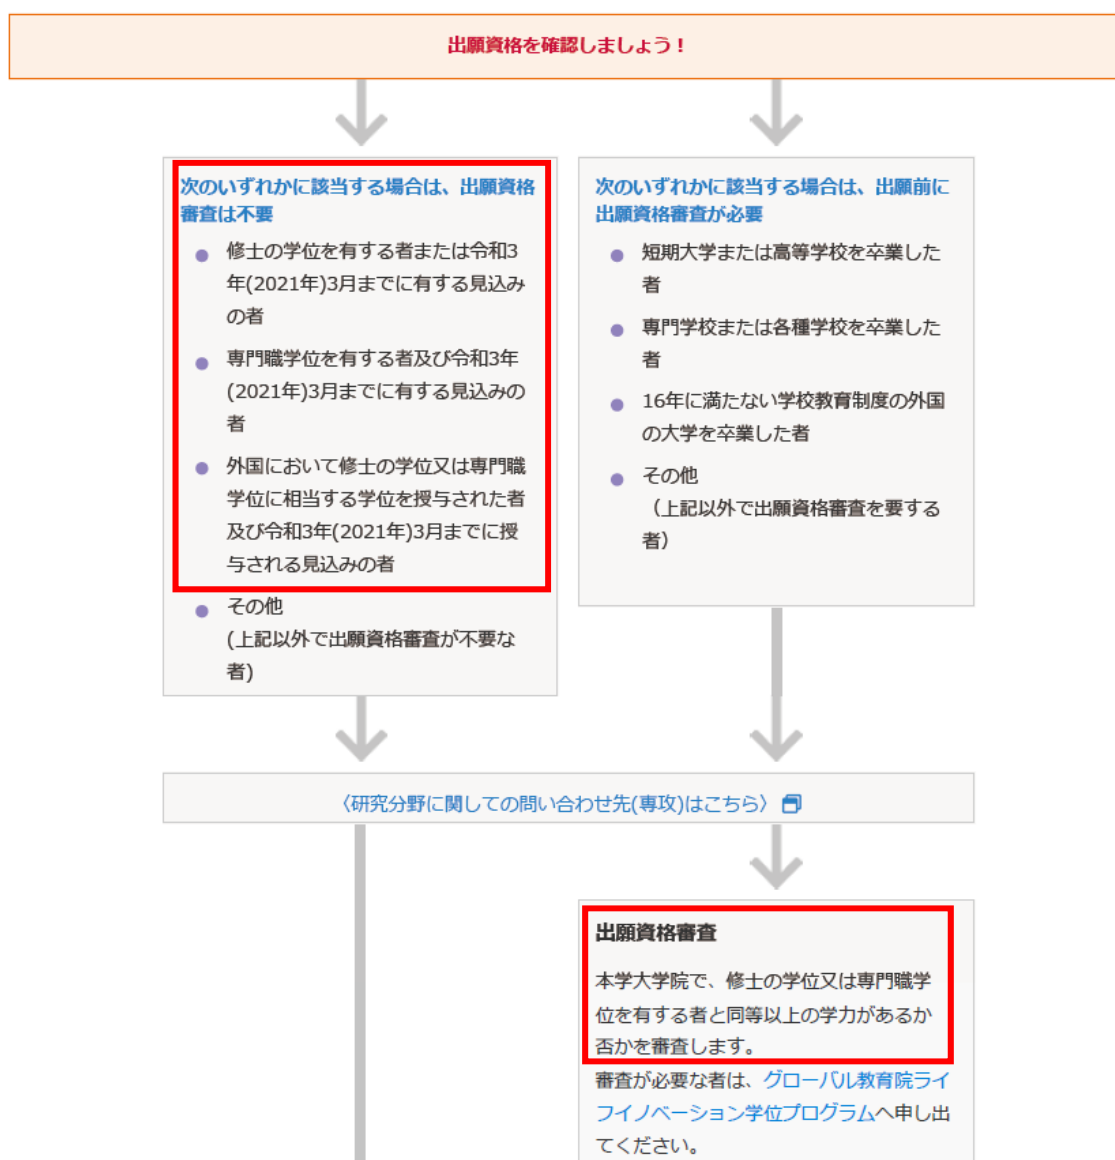 出願資格を確認しましょう！
次のいずれかに該当する場合は、出願資格
審査は不要
修士の学位を有する者または令和3
年(2021年)3月までに有する見込み
の者
専門職学位を有する者及び令和3年
(2021年)3月までに有する見込みの
者
外国において修士の学位又は専門職
学位に相当する学位を授与された者
及び令和3年(2021年)3月までに授
与される見込みの者
その他
(上記以外で出願資格審査が不要な
者)
次のいずれかに該当する場合は、出願前に
出願資格審査が必要
短期大学または高等学校を卒業した
者
専門学校または各種学校を卒業した
者
16年に満たない学校教育制度の外国
の大学を卒業した者
その他
（上記以外で出願資格審査を要する
者）
〈研究分野に関しての問い合わせ先(専攻)はこちら〉
出願資格審査
本学大学院で、修士の学位又は専門職学
位を有する者と同等以上の学力があるか
否かを審査します。
審査が必要な者は、グローバル教育院ライ
フイノベーション学位プログラムへ申し出
てください。